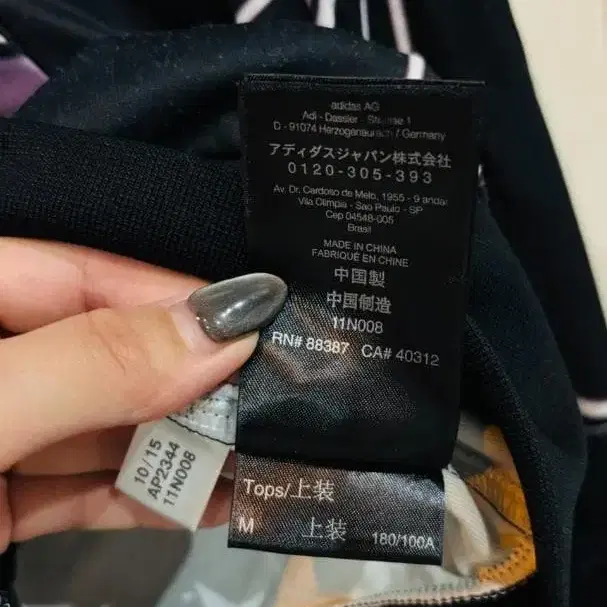 adidas AG
Adi - Dassler - Strasse 1
D - 91074 Herzogenaurach / Germany
アディダスジャパン株式会社
0120-305-393
Av. Dr. Cardoso de Melo, 1955 - 9 andar
Vila Olimpia - Sao Paulo - SP
Cep 04548-005
Brasil
MADE IN CHINA
FABRIQUÉ EN CHINE
中国製
中国制造
11N008
RN# 88387 CA# 40312
10/15
AP2344
11N008
Tops/上装
M 上装 180/100A